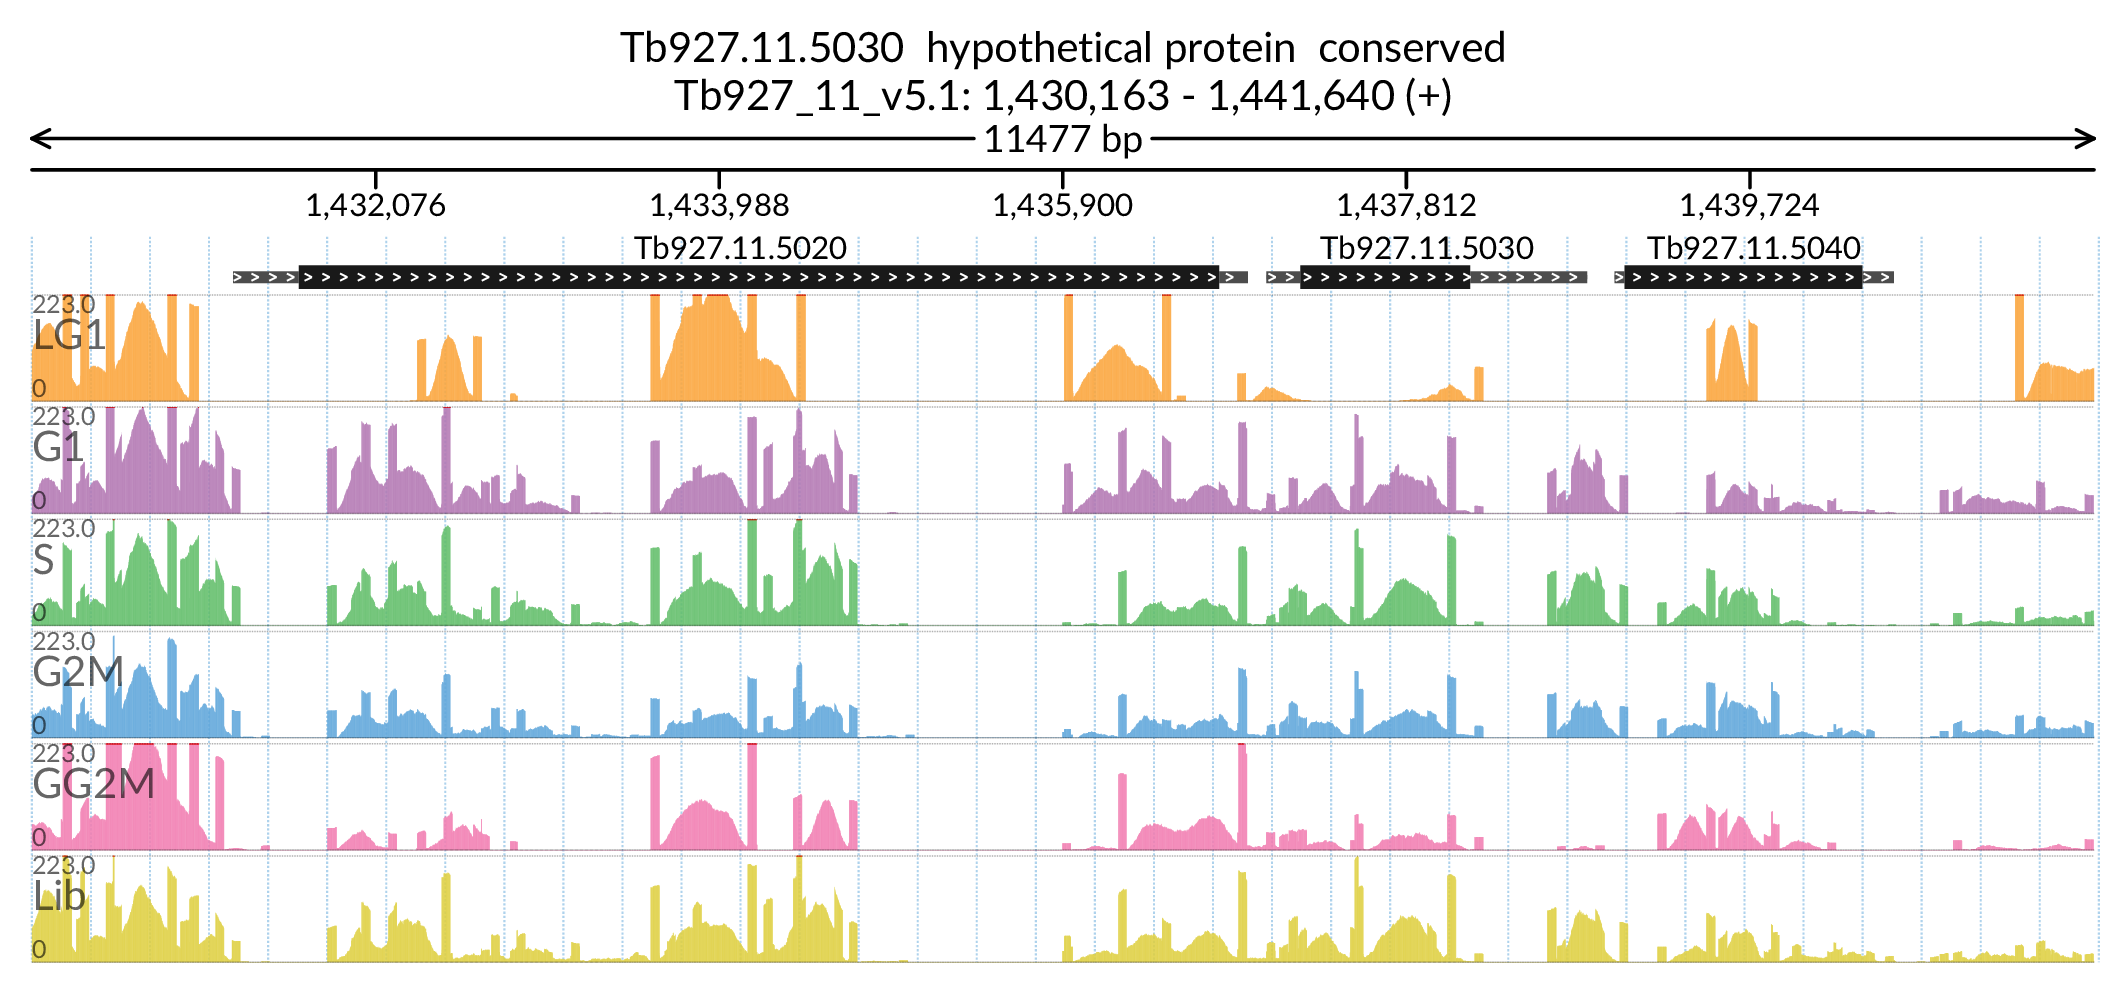 Tb927.11.5030 hypothetical protein conserved
Tb927_11_v5.1: 1,430,163 - 1,441,640 (+)
11477 bp
1,432,076 1,433,988 1,435,900 1,437,812 1,439,724
Tb927.11.5020 Tb927.11.5030 Tb927.11.5040
223.0
LG1
0
223.0
G1
0
223.0
S
0
223.0
G2M
0
223.0
GG2M
0
223.0
Lib
0